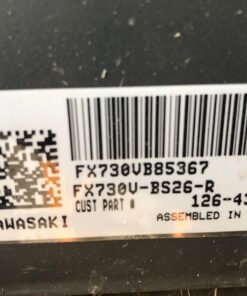 FX730VB85367
FX730V-BS26-R
CUST PART # 126-43
AWASAKI ASSEMBLED IN